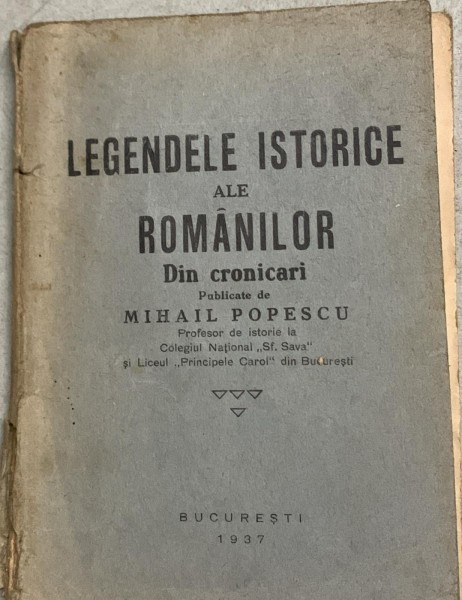 LEGENDELE ISTORICE
ALE
ROMÂNILOR
Din cronicari
Publicate de
MIHAIL POPESCU
Profesor de istorie la
Colegiul Național „Sf. Sava"
și Liceul „Principele Carol" din București
BUCUREȘTI
1937